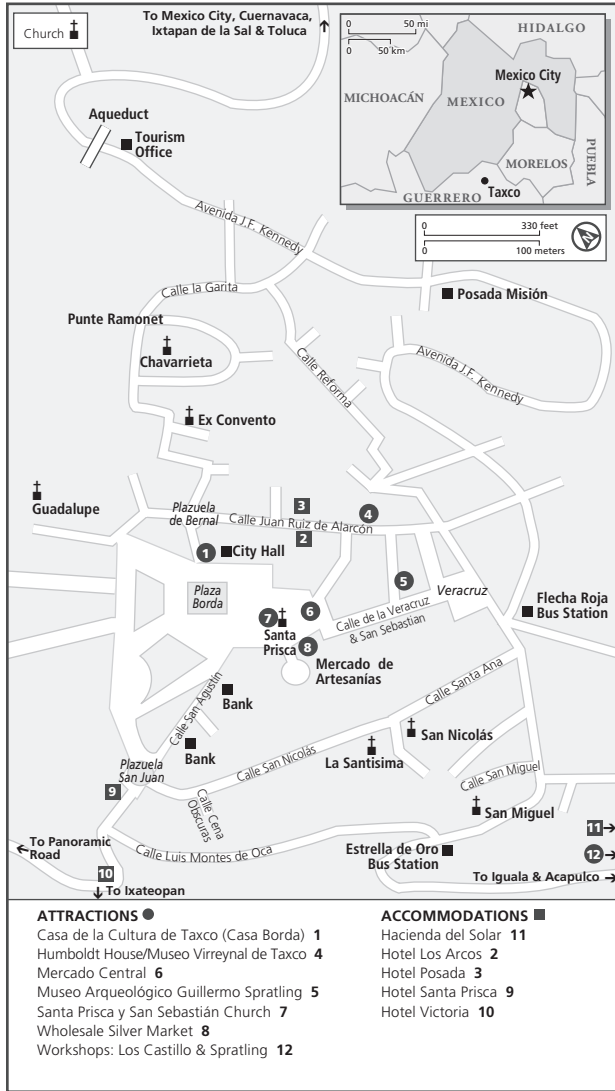 Church
To Mexico City, Cuernavaca,
Ixtapan de la Sal & Toluca
0 50 mi
0 50 km
HIDALGO
Mexico City
MICHOACÁN
MEXICO
MORELOS
PUEBLA
GUERRERO
Taxco
0 330 feet
0 100 meters
N
Aqueduct
Tourism
Office
Avenida J.F. Kennedy
Calle la Garita
Posada Misión
Punte Ramonet
Chavarrieta
Calle Reforma
Avenida J.F. Kennedy
Ex Convento
Guadalupe
Plazuela
de Bernal
3
4
Calle Juan Ruiz de Alarcón
2
1
City Hall
5
Plaza
Borda
Veracruz
6
7
Calle de la Veracruz
& San Sebastian
Flecha Roja
Bus Station
Santa
Prisca
8
Mercado de
Artesanías
Calle San Agustín
Bank
Calle Santa Ana
Bank
San Nicolás
La Santisima
Plazuela
San Juan
Calle San Nicolás
9
Calle Cena
Obscuras
Calle San Miguel
San Miguel
11
To Panoramic
Road
Calle Luis Montes de Oca
Estrella de Oro
Bus Station
12
10
To Ixateopan
To Iguala & Acapulco
ATTRACTIONS
Casa de la Cultura de Taxco (Casa Borda) 1
Humboldt House/Museo Virreynal de Taxco 4
Mercado Central 6
Museo Arqueológico Guillermo Spratling 5
Santa Prisca y San Sebastián Church 7
Wholesale Silver Market 8
Workshops: Los Castillo & Spratling 12
ACCOMMODATIONS
Hacienda del Solar 11
Hotel Los Arcos 2
Hotel Posada 3
Hotel Santa Prisca 9
Hotel Victoria 10